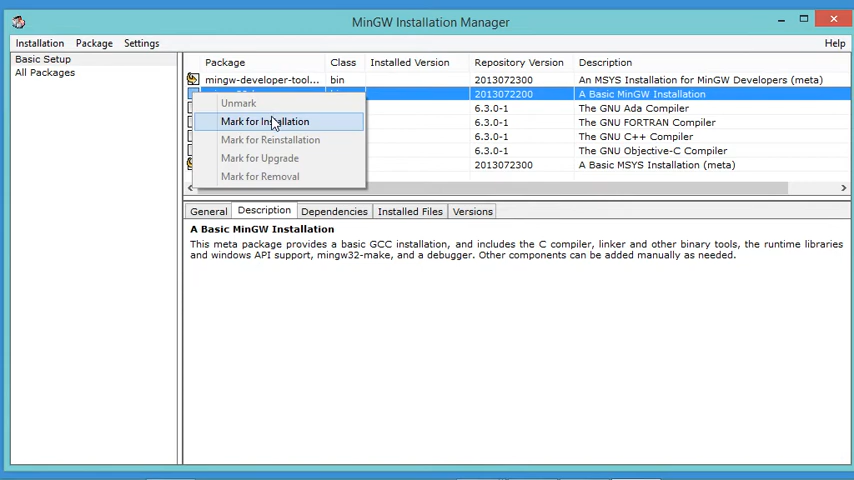 MinGW Installation Manager
Installation Package Settings Help
Basic Setup
All Packages
Package Class Installed Version Repository Version Description
mingw-developer-tool... bin 2013072300 An MSYS Installation for MinGW Developers (meta)
2013072200 A Basic MinGW Installation
6.3.0-1 The GNU Ada Compiler
6.3.0-1 The GNU FORTRAN Compiler
6.3.0-1 The GNU C++ Compiler
6.3.0-1 The GNU Objective-C Compiler
2013072300 A Basic MSYS Installation (meta)
Unmark
Mark for Installation
Mark for Reinstallation
Mark for Upgrade
Mark for Removal
General Description Dependencies Installed Files Versions
A Basic MinGW Installation
This meta package provides a basic GCC installation, and includes the C compiler, linker and other binary tools, the runtime libraries
and windows API support, mingw32-make, and a debugger. Other components can be added manually as needed.